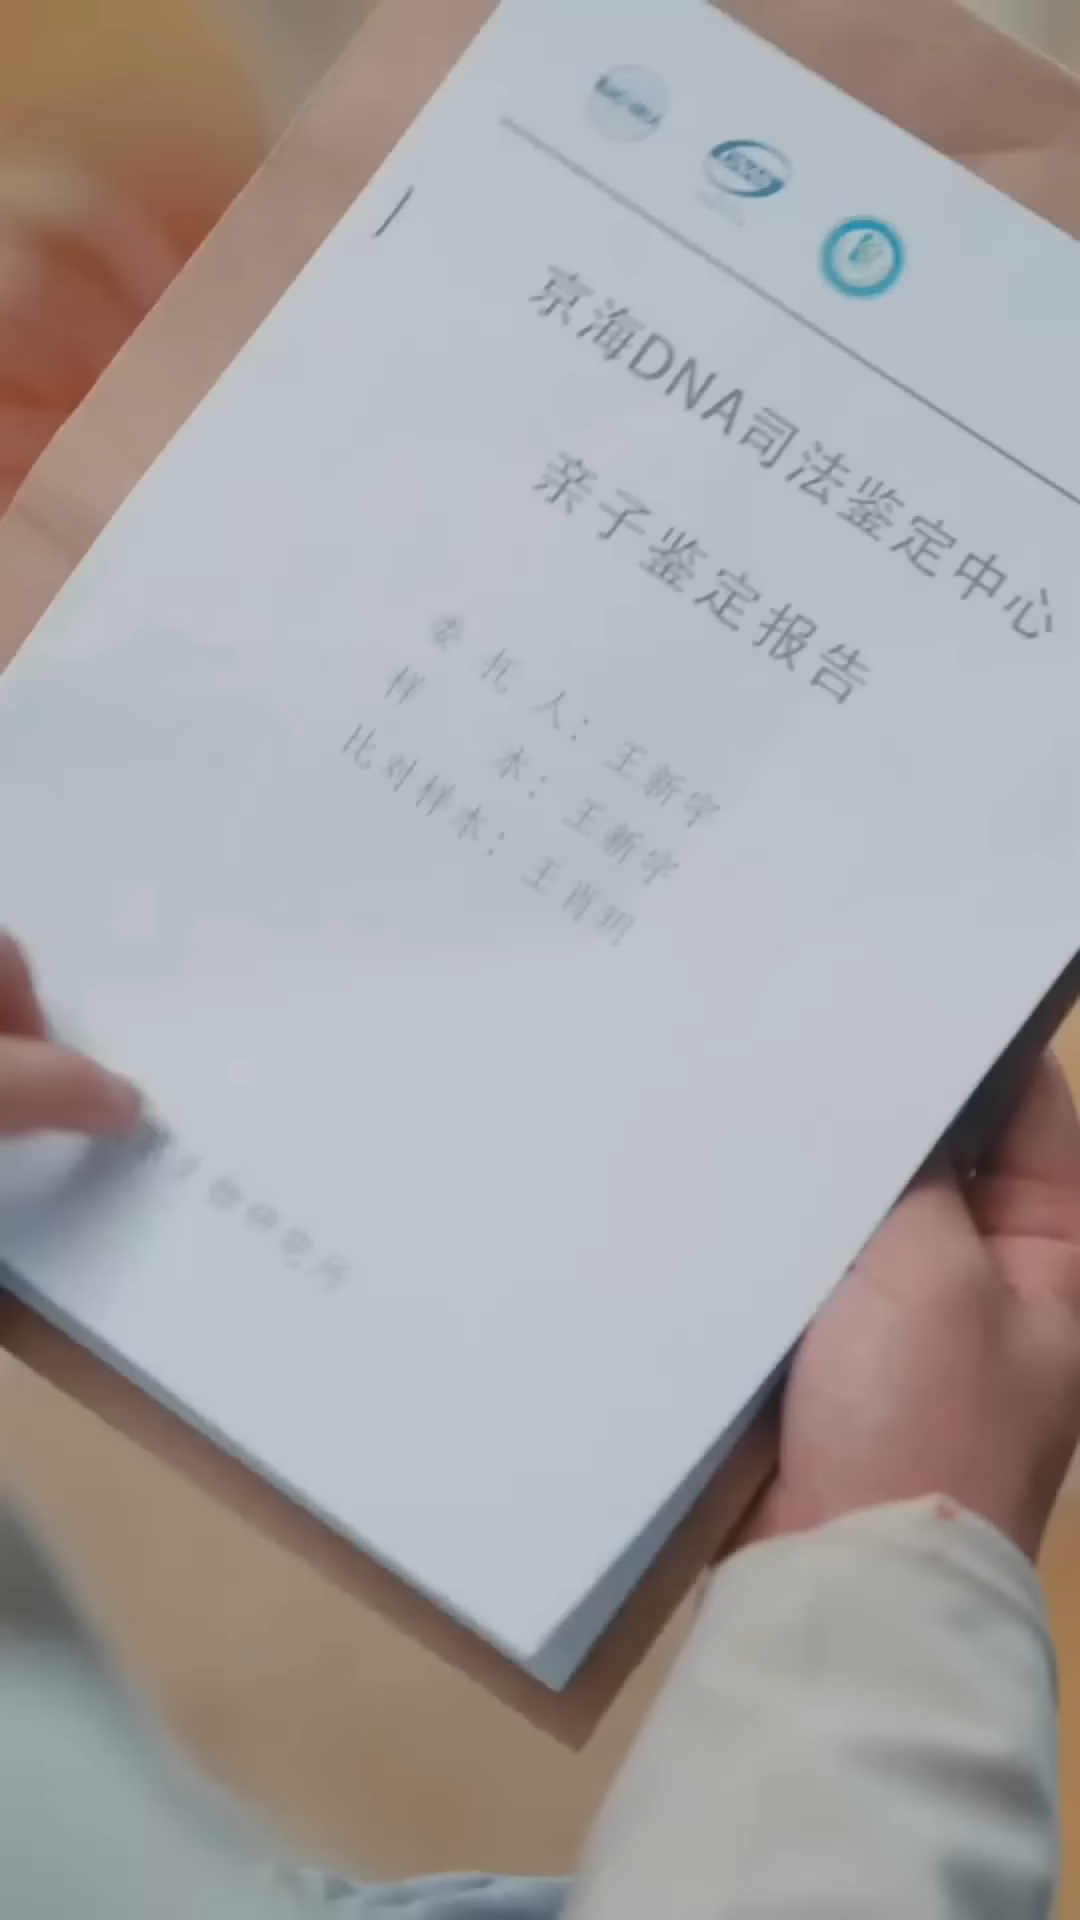 京海DNA司法鉴定中心
亲子鉴定报告
委托人：王新宇
样本：王新宇
比对样本：王肖玥